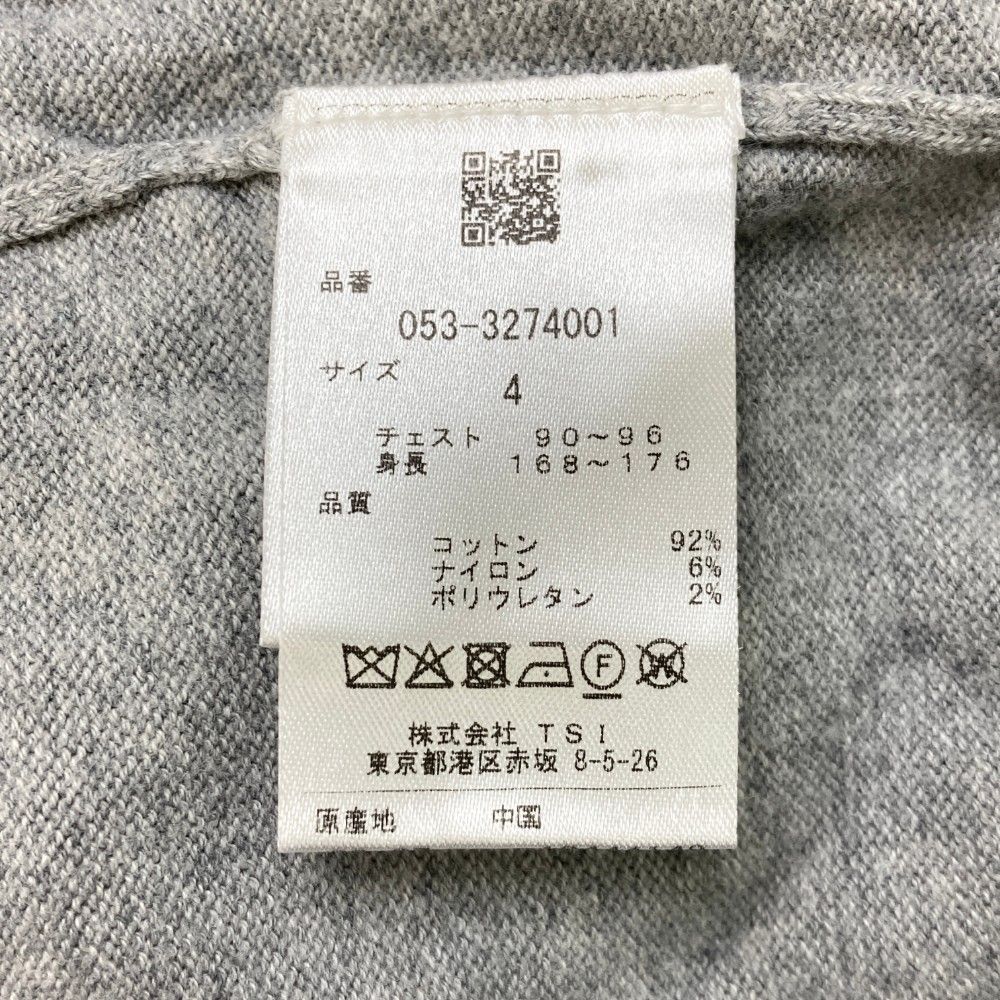 品番
053-3274001
サイズ
4
チェスト 90～96
身長 168～176
品質
コットン 92%
ナイロン 6%
ポリウレタン 2%
F
W
株式会社 TSI
東京都港区赤坂 8-5-26
原産地 中国